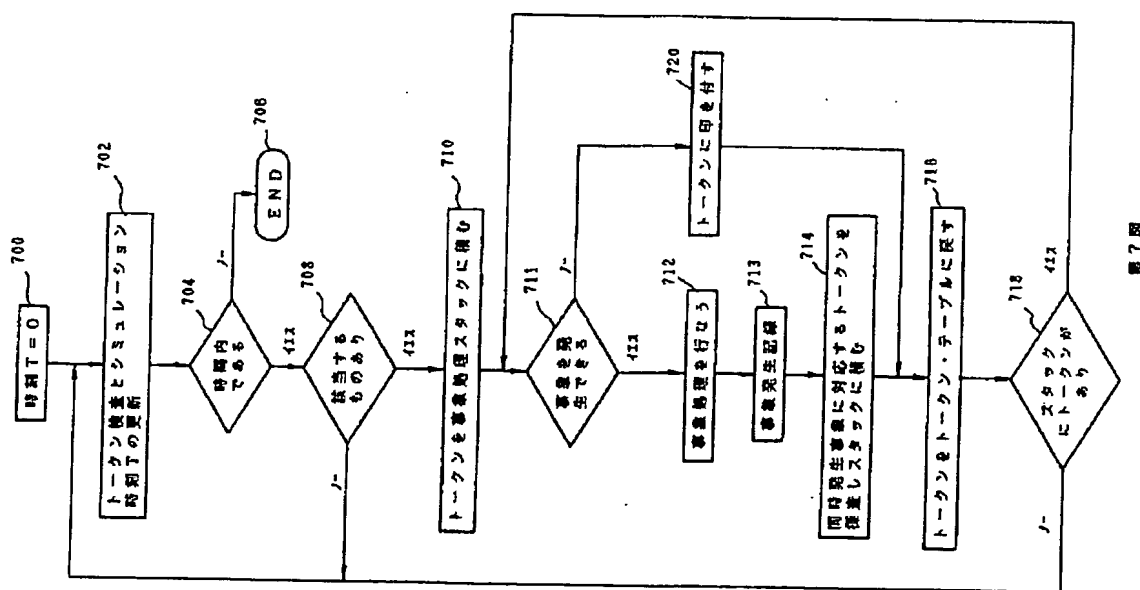 700
時刻T=0
702
トークン検査とシミュレーション
時刻Tの更新
704
時間内
である
ノー
706
END
イエス
708
該当する
ものあり
ノー
イエス
710
トークンを事象処理スタックに積む
711
事象を発
生できる
ノー
720
トークンに印を付す
イエス
712
事象処理を行なう
713
事象発生記録
714
同時発生事象に対応するトークンを
捜査しスタックに積む
716
トークンをトークン・テーブルに戻す
718
スタック
にトークンが
あり
イエス
ノー
第7図